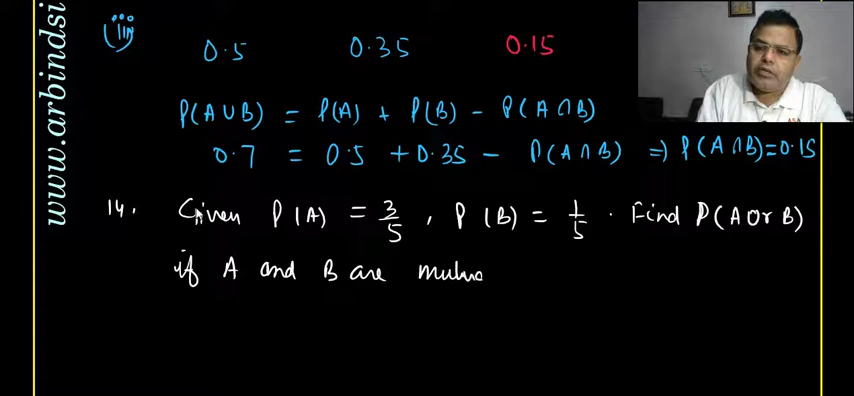 (iii)
0.5 0.35 0.15
P(A∪B) = P(A) + P(B) - P(A∩B)
0.7 = 0.5 + 0.35 - P(A∩B) ⇒ P(A∩B)=0.15
14. Given P(A) = 3/5, P(B) = 1/5. Find P(A or B)
if A and B are mutua
www.arbindsi